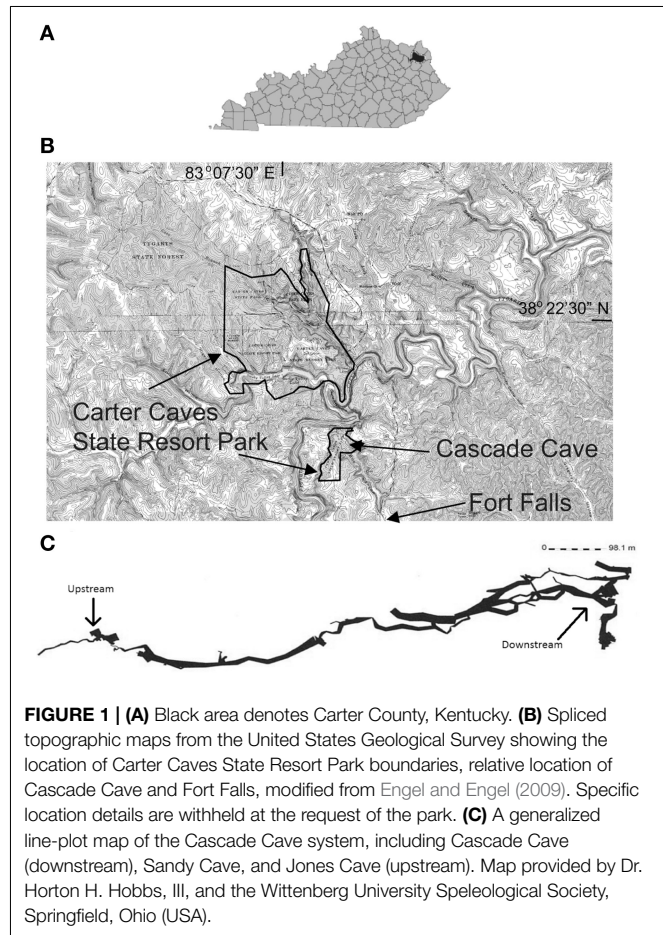 A
B
83°07'30" E
TYGARTS
STATE FOREST
38° 22'30" N
Carter Caves
State Resort Park
Cascade Cave
Fort Falls
C
0 98.1 m
Upstream
Downstream
FIGURE 1 | (A) Black area denotes Carter County, Kentucky. (B) Spliced
topographic maps from the United States Geological Survey showing the
location of Carter Caves State Resort Park boundaries, relative location of
Cascade Cave and Fort Falls, modified from Engel and Engel (2009). Specific
location details are withheld at the request of the park. (C) A generalized
line-plot map of the Cascade Cave system, including Cascade Cave
(downstream), Sandy Cave, and Jones Cave (upstream). Map provided by Dr.
Horton H. Hobbs, III, and the Wittenberg University Speleological Society,
Springfield, Ohio (USA).